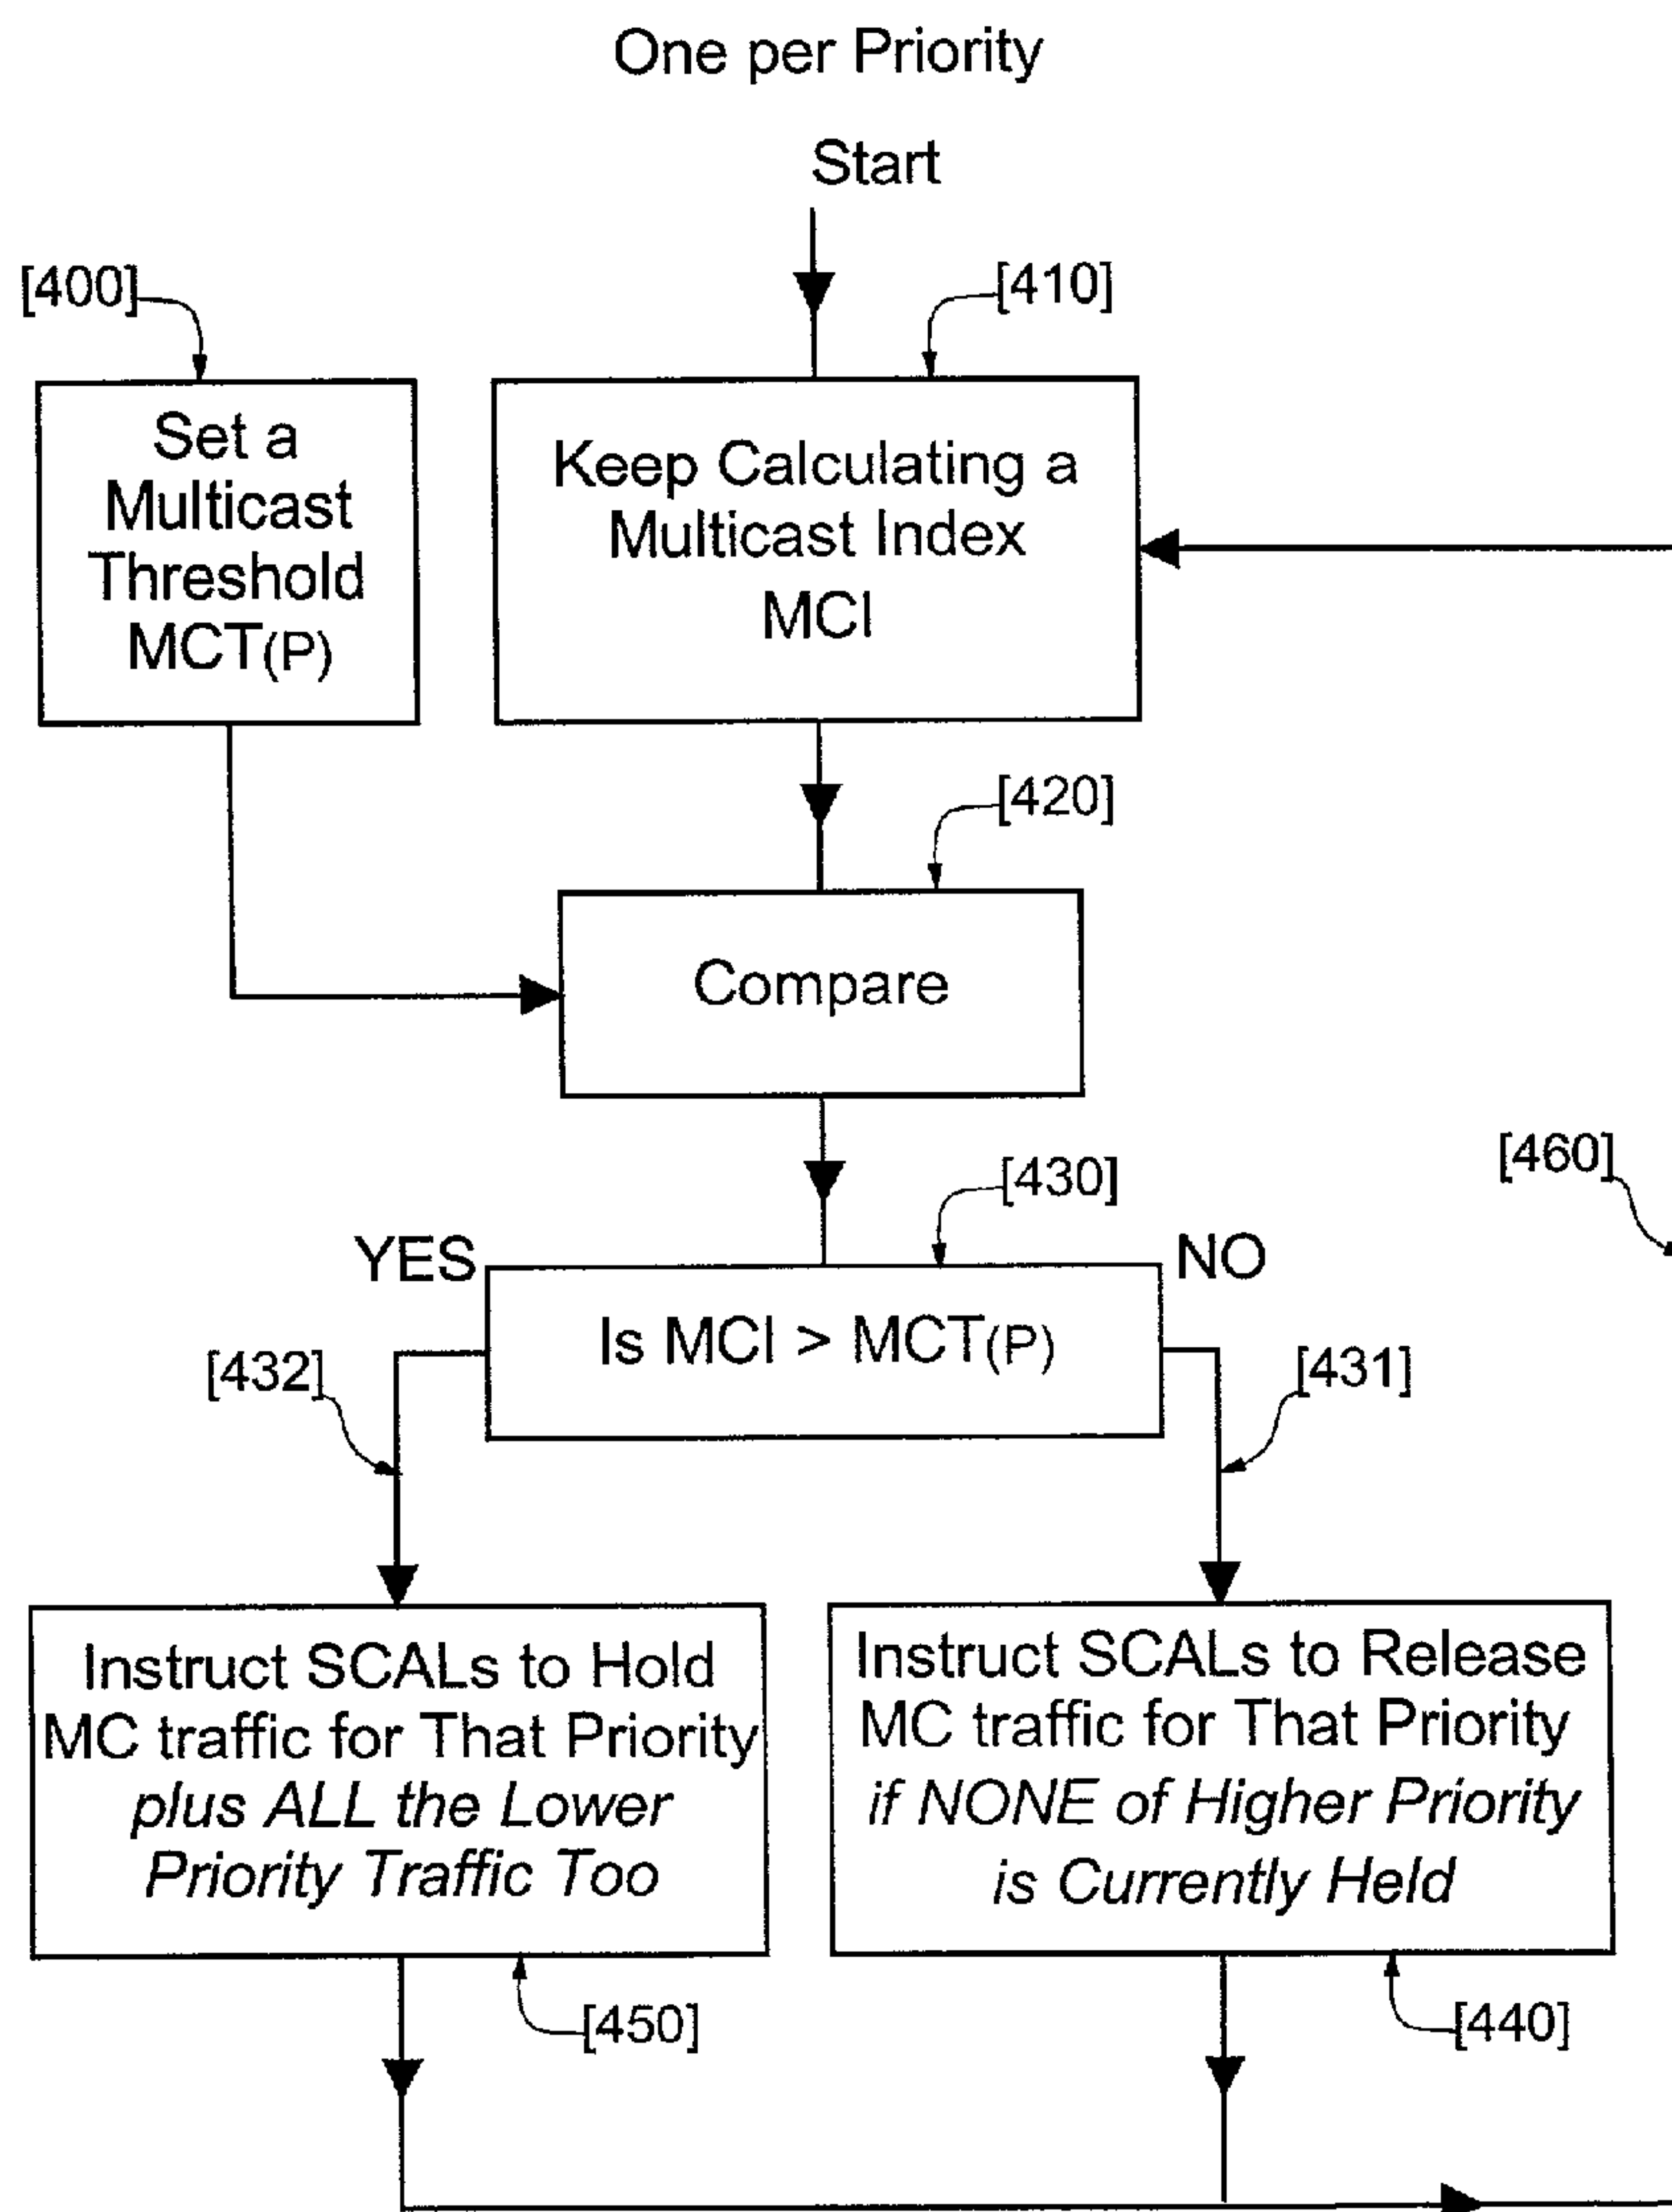 One per Priority
Start
[400]
[410]
Set a
Multicast
Threshold
MCT(P)
Keep Calculating a
Multicast Index
MCI
[420]
Compare
[460]
[430]
YES
NO
Is MCI > MCT(P)
[432]
[431]
Instruct SCALs to Hold
MC traffic for That Priority
plus ALL the Lower
Priority Traffic Too
Instruct SCALs to Release
MC traffic for That Priority
if NONE of Higher Priority
is Currently Held
[450]
[440]